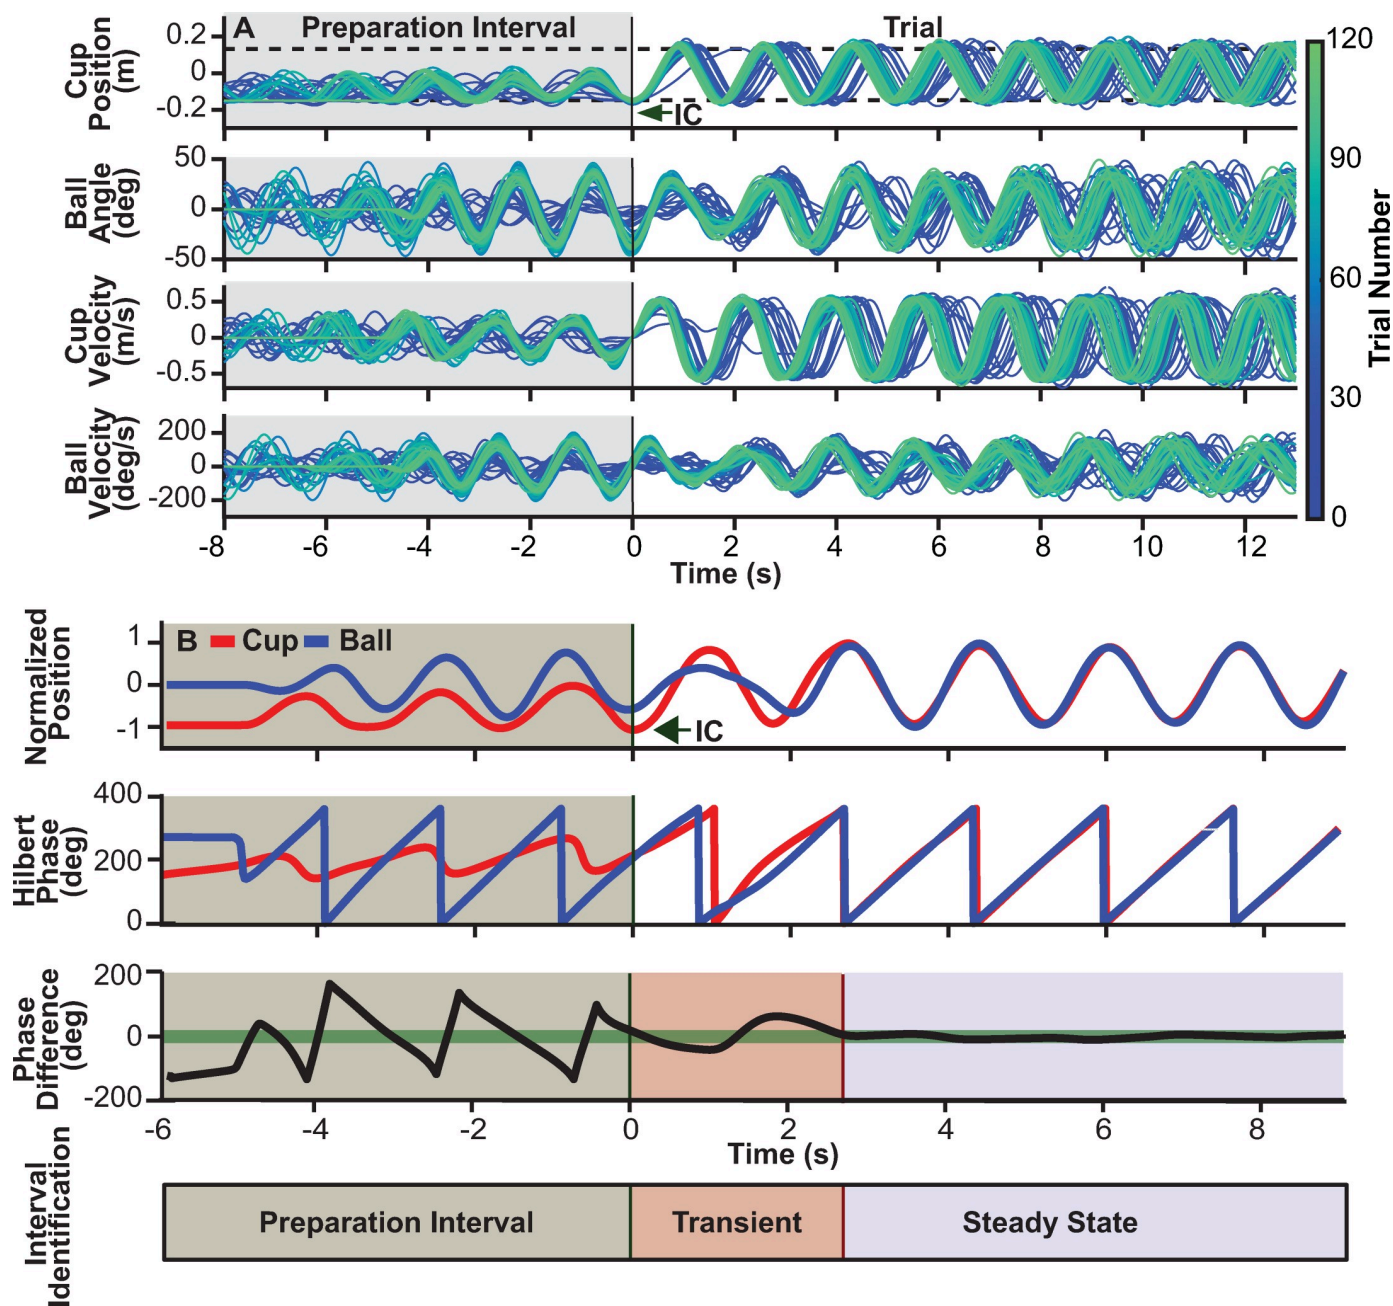 A Preparation Interval Trial
Cup
Position
(m)
0.2
0
-0.2
IC
Ball
Angle
(deg)
50
0
-50
Cup
Velocity
(m/s)
0.5
0
-0.5
Ball
Velocity
(deg/s)
200
0
-200
-8 -6 -4 -2 0 2 4 6 8 10 12
Time (s)
120
90
60
30
0
Trial Number
B Cup Ball
Normalized
Position
1
0
-1
IC
Hilbert
Phase
(deg)
400
200
0
Phase
Difference
(deg)
200
0
-200
-6 -4 -2 0 2 4 6 8
Time (s)
Interval
Identification
Preparation Interval Transient Steady State